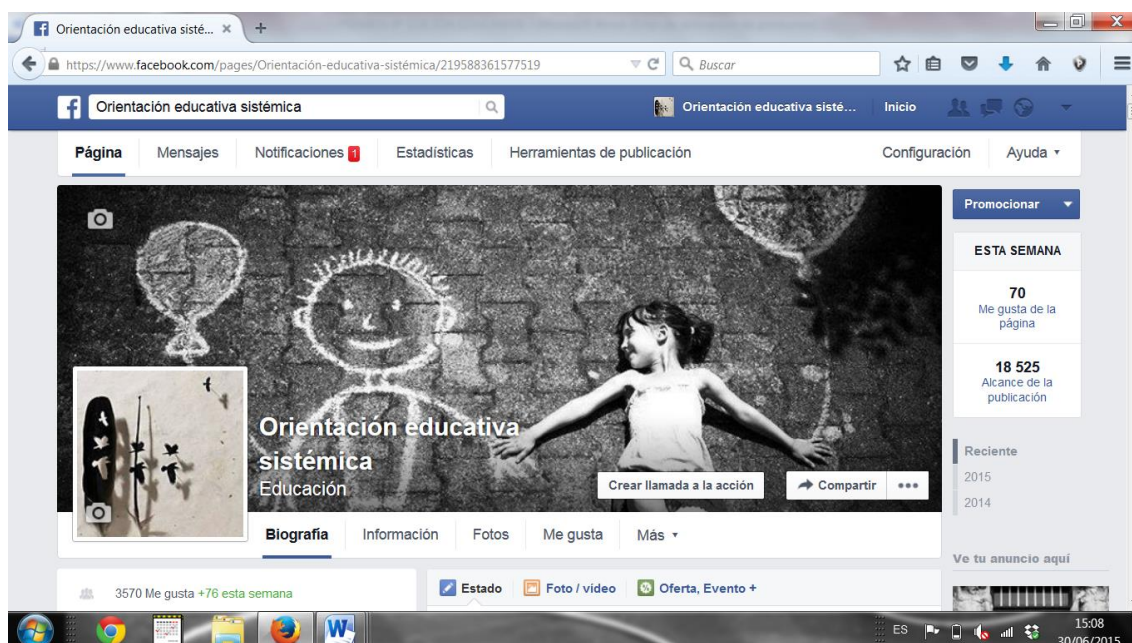 Orientación educativa sisté...
https://www.facebook.com/pages/Orientación-educativa-sistémica/219588361577519
Buscar
Orientación educativa sistémica
Orientación educativa sisté...
Inicio
Página Mensajes Notificaciones 1 Estadísticas Herramientas de publicación Configuración Ayuda
Promocionar
ESTA SEMANA
70
Me gusta de la
página
18 525
Alcance de la
publicación
Reciente
2015
2014
Orientación educativa
sistémica
Educación
Crear llamada a la acción
Compartir
Biografía Información Fotos Me gusta Más
Ve tu anuncio aquí
3570 Me gusta +76 esta semana
Estado Foto / vídeo Oferta, Evento +
ES
15:08
30/06/2015